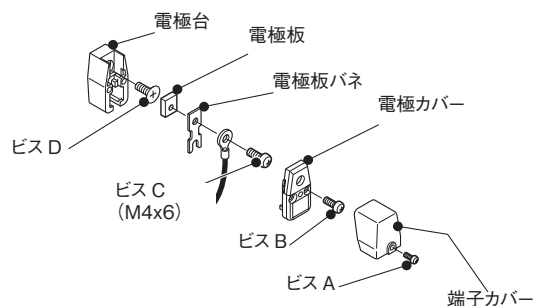 電極台
電極板
電極板バネ
電極カバー
ビス D
ビス C
（M4x6）
ビス B
ビス A
端子カバー